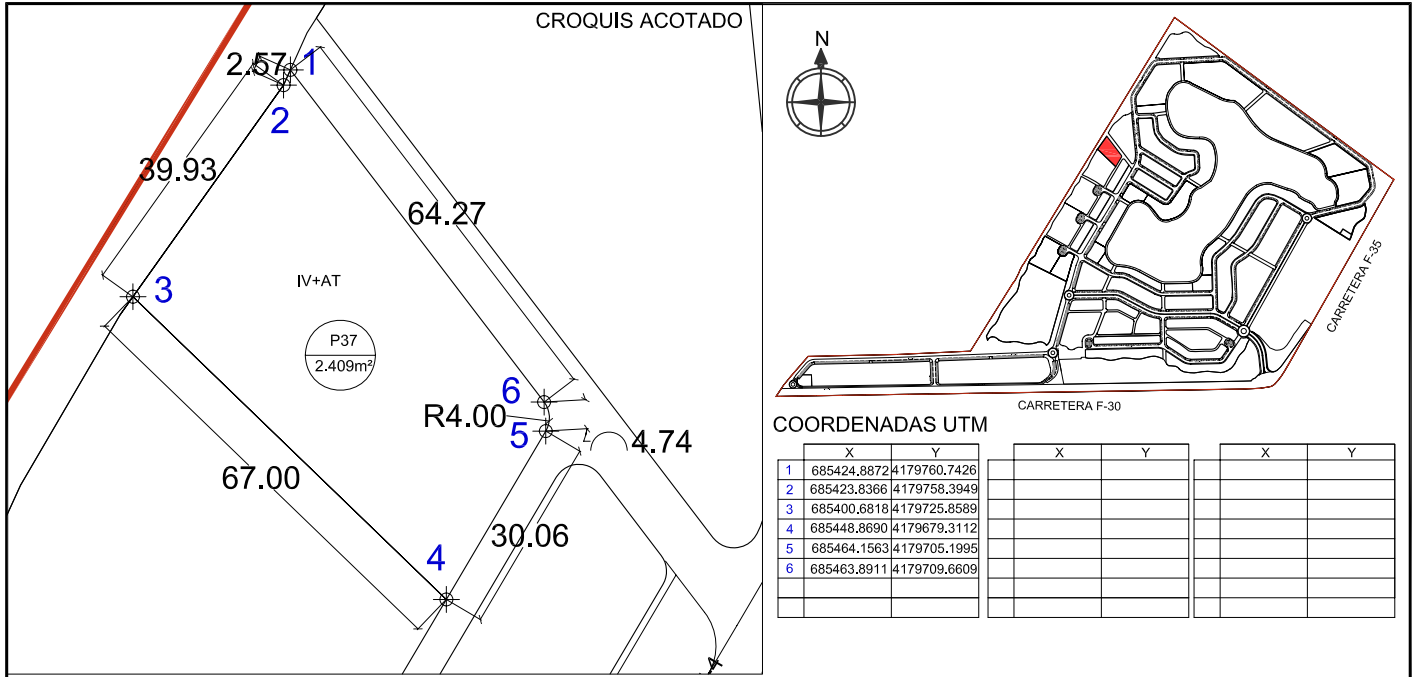 CROQUIS ACOTADO
2.57
1
2
39.93
64.27
3
IV+AT
P37
2.409m²
6
R4.00
5
4.74
67.00
30.06
4
N
CARRETERA F-35
CARRETERA F-30
COORDENADAS UTM
X Y X Y X Y
1 685424.8872 4179760.7426
2 685423.8366 4179758.3949
3 685400.6818 4179725.8589
4 685448.8690 4179679.3112
5 685464.1563 4179705.1995
6 685463.8911 4179709.6609